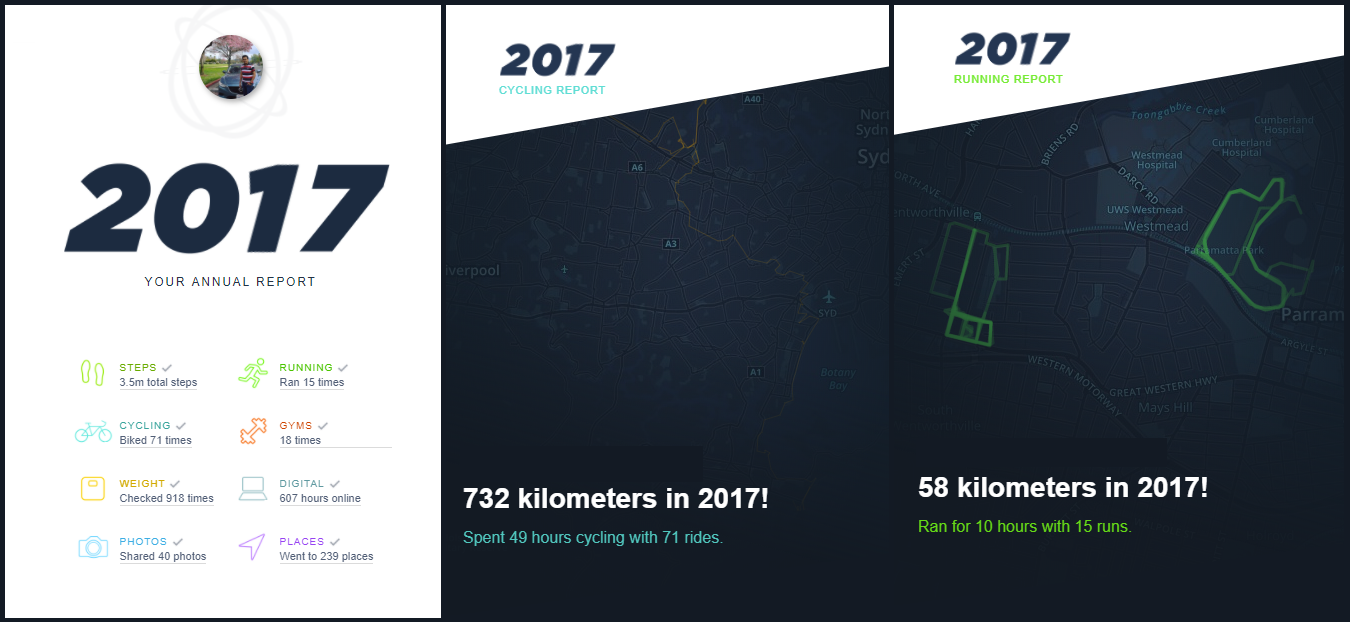 2017
YOUR ANNUAL REPORT
STEPS
3.5m total steps
RUNNING
Ran 15 times
CYCLING
Biked 71 times
GYMS
18 times
WEIGHT
Checked 918 times
DIGITAL
607 hours online
PHOTOS
Shared 40 photos
PLACES
Went to 239 places
2017
CYCLING REPORT
A40
Nort
Sydn
Syd
A6
A3
iverpool
SYD
A1
Botany
Bay
732 kilometers in 2017!
Spent 49 hours cycling with 71 rides.
2017
RUNNING REPORT
Toongabbie Creek
Cumberland
Hospital
Cumberland
Hospital
BRIENS RD
Westmead
Hospital
DARCY RD
ORTH AVE
UWS Westmead
entworthville
Westmead
Parramatta Park
Parram
ARGYLE ST
WESTERN MOTORWAY
GREAT WESTERN HWY
Mays Hill
58 kilometers in 2017!
Ran for 10 hours with 15 runs.